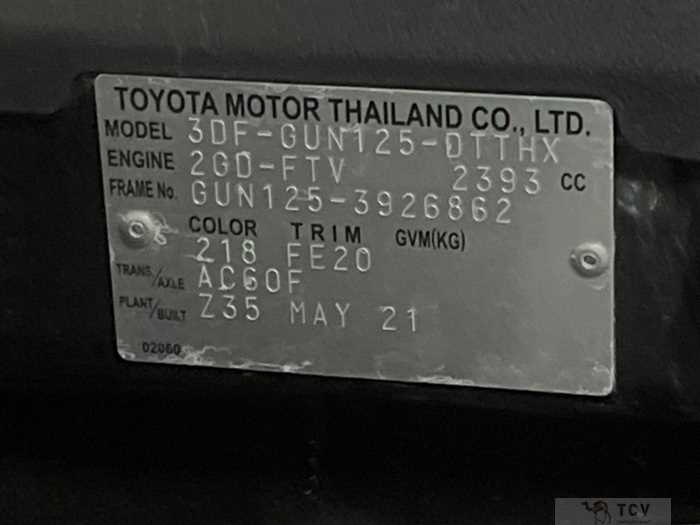 TOYOTA MOTOR THAILAND CO., LTD.
MODEL 3DF-GUN125-DTTHX
ENGINE 2GD-FTV 2393 CC
FRAME No. GUN125-3926862
COLOR TRIM GVM(KG)
218 FE20
TRANS/AXLE AC60F
PLANT/BUILT Z35 MAY 21
02060
TCV